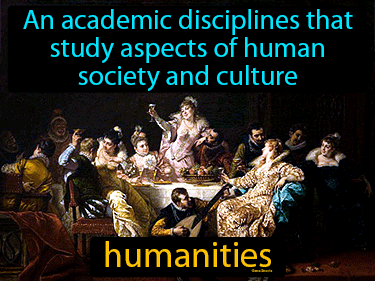 An academic disciplines that
study aspects of human
society and culture
humanities